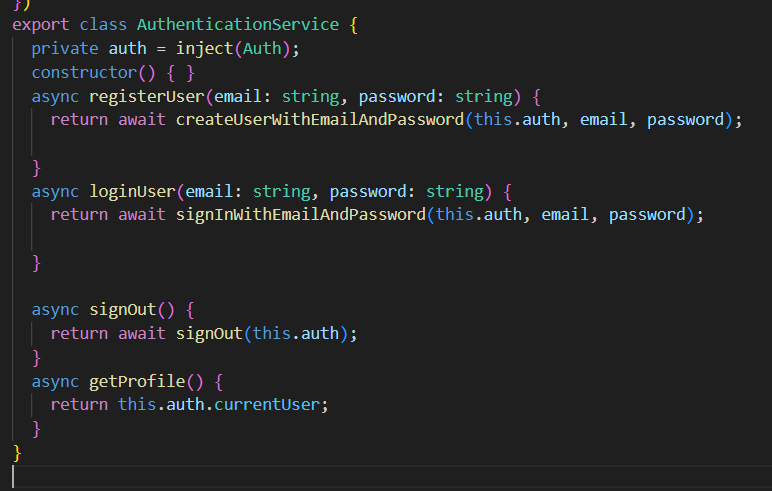 })
export class AuthenticationService {
  private auth = inject(Auth);
  constructor() { }
  async registerUser(email: string, password: string) {
    return await createUserWithEmailAndPassword(this.auth, email, password);
  }
  async loginUser(email: string, password: string) {
    return await signInWithEmailAndPassword(this.auth, email, password);
  }
  async signOut() {
    return await signOut(this.auth);
  }
  async getProfile() {
    return this.auth.currentUser;
  }
}